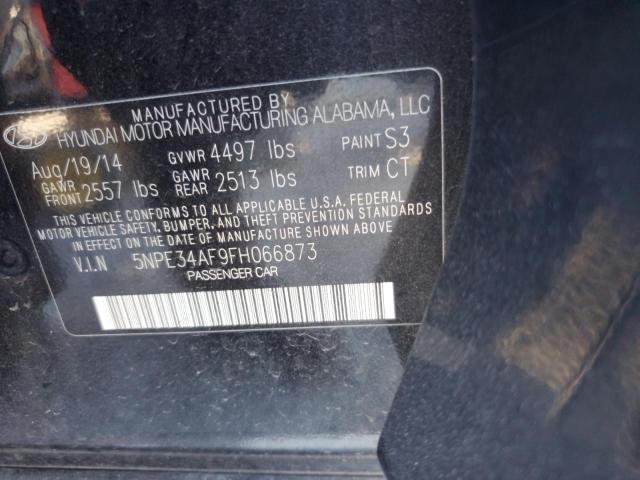 MANUFACTURED BY
HYUNDAI MOTOR MANUFACTURING ALABAMA, LLC
Aug/19/14 GVWR 4497 lbs PAINT S3
GAWR FRONT 2557 lbs GAWR REAR 2513 lbs TRIM CT
THIS VEHICLE CONFORMS TO ALL APPLICABLE U.S.A. FEDERAL
MOTOR VEHICLE SAFETY, BUMPER, AND THEFT PREVENTION STANDARDS
IN EFFECT ON THE DATE OF MANUFACTURE SHOWN ABOVE
V.I.N 5NPE34AF9FH066873
PASSENGER CAR